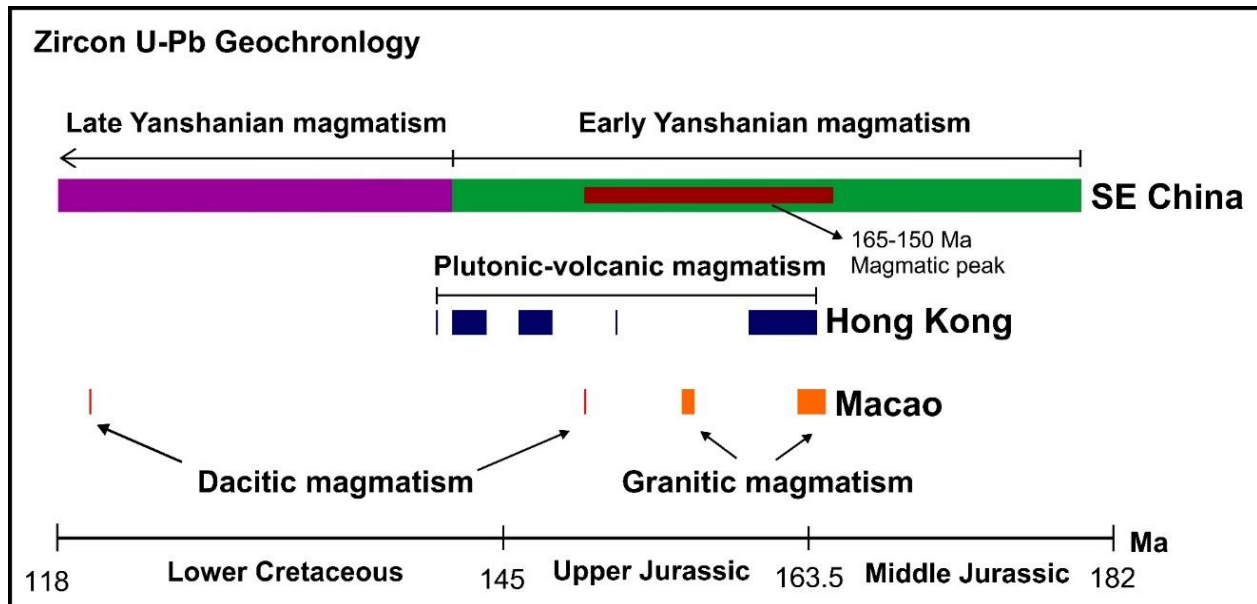 Zircon U-Pb Geochronlogy
Late Yanshanian magmatism
Early Yanshanian magmatism
SE China
165-150 Ma
Magmatic peak
Plutonic-volcanic magmatism
Hong Kong
Macao
Dacitic magmatism
Granitic magmatism
Ma
118
Lower Cretaceous
145
Upper Jurassic
163.5
Middle Jurassic
182